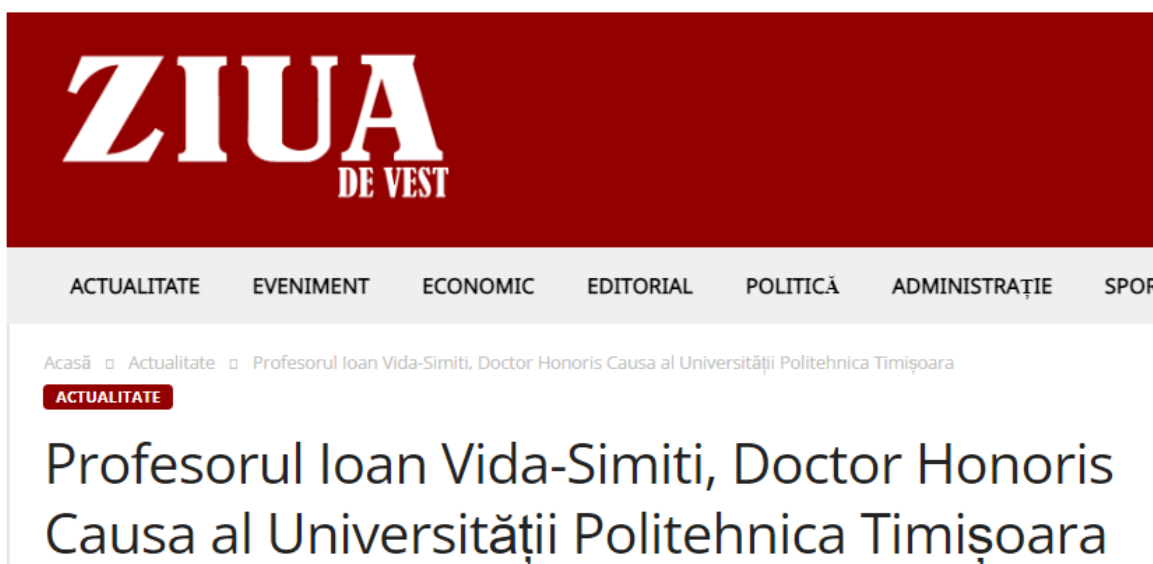 ZIUA
DE VEST
ACTUALITATE EVENIMENT ECONOMIC EDITORIAL POLITICĂ ADMINISTRAȚIE SPOR
Acasă Actualitate Profesorul Ioan Vida-Simiti, Doctor Honoris Causa al Universității Politehnica Timișoara
ACTUALITATE
Profesorul Ioan Vida-Simiti, Doctor Honoris
Causa al Universității Politehnica Timișoara